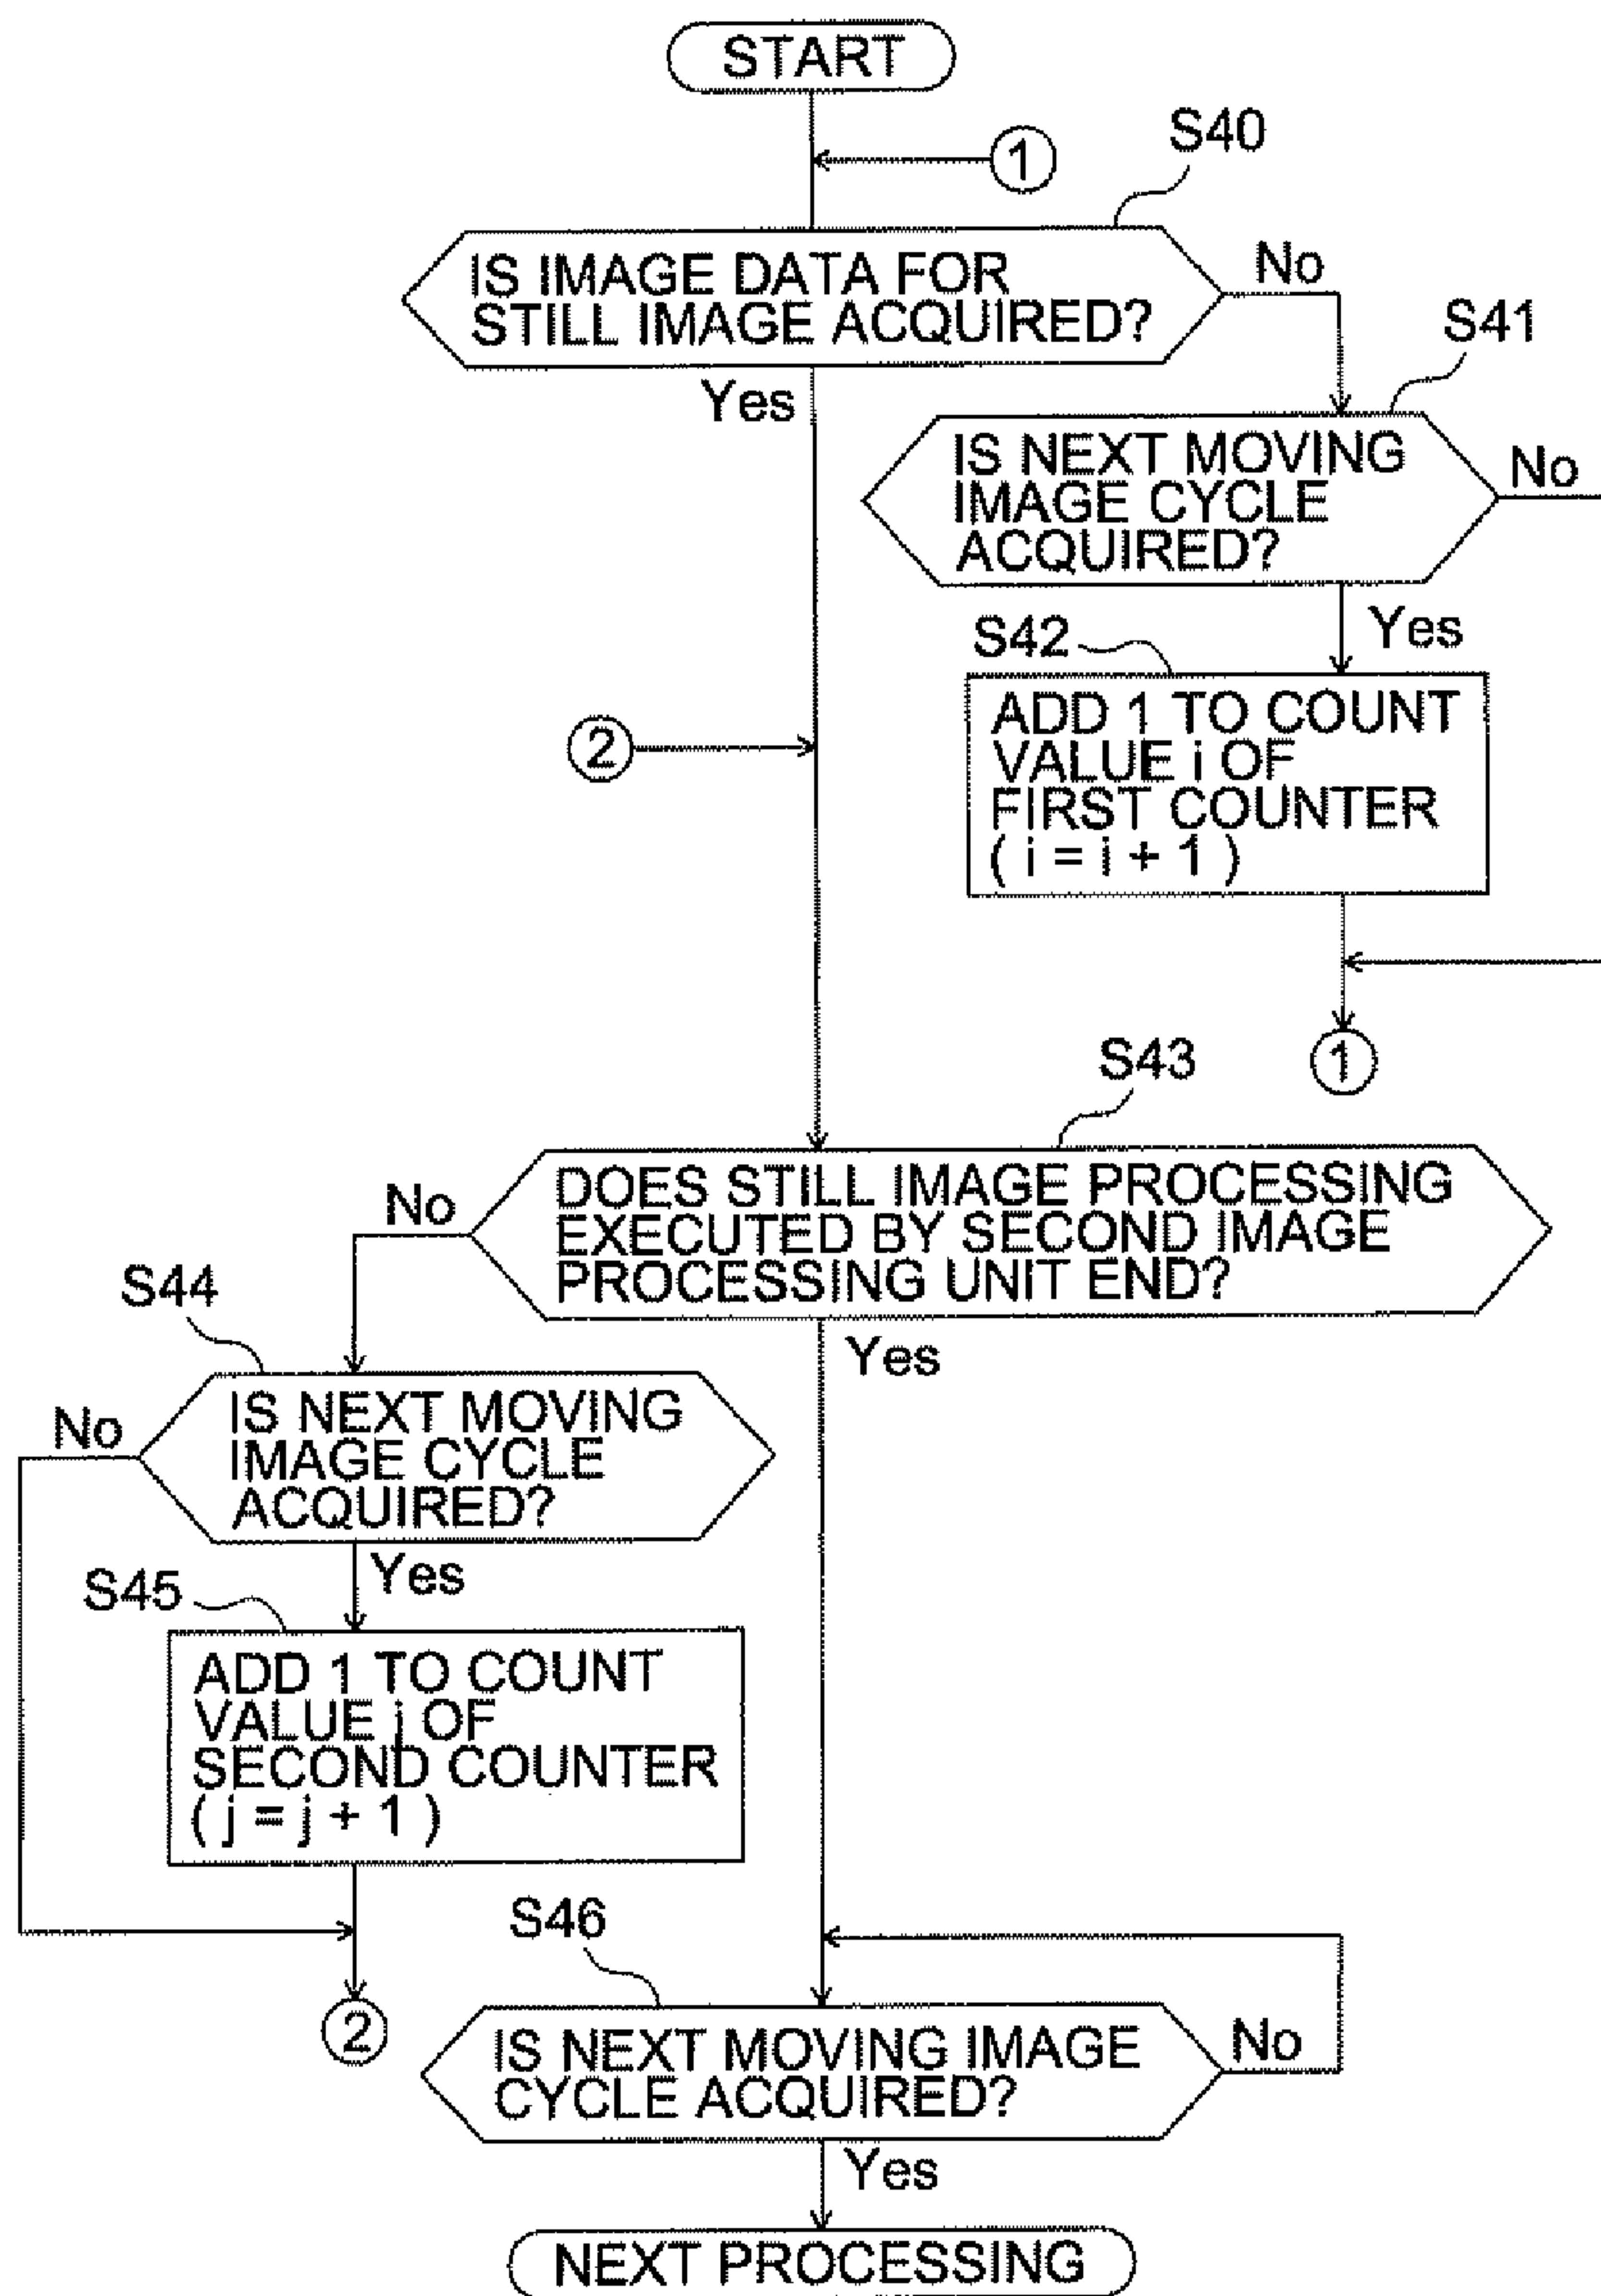 START
1
S40
IS IMAGE DATA FOR
STILL IMAGE ACQUIRED?
No
Yes
S41
IS NEXT MOVING
IMAGE CYCLE
ACQUIRED?
No
Yes
S42
ADD 1 TO COUNT
VALUE i OF
FIRST COUNTER
( i = i + 1 )
2
1
S43
DOES STILL IMAGE PROCESSING
EXECUTED BY SECOND IMAGE
PROCESSING UNIT END?
No
Yes
S44
IS NEXT MOVING
IMAGE CYCLE
ACQUIRED?
No
Yes
S45
ADD 1 TO COUNT
VALUE j OF
SECOND COUNTER
( j = j + 1 )
2
S46
IS NEXT MOVING IMAGE
CYCLE ACQUIRED?
No
Yes
NEXT PROCESSING